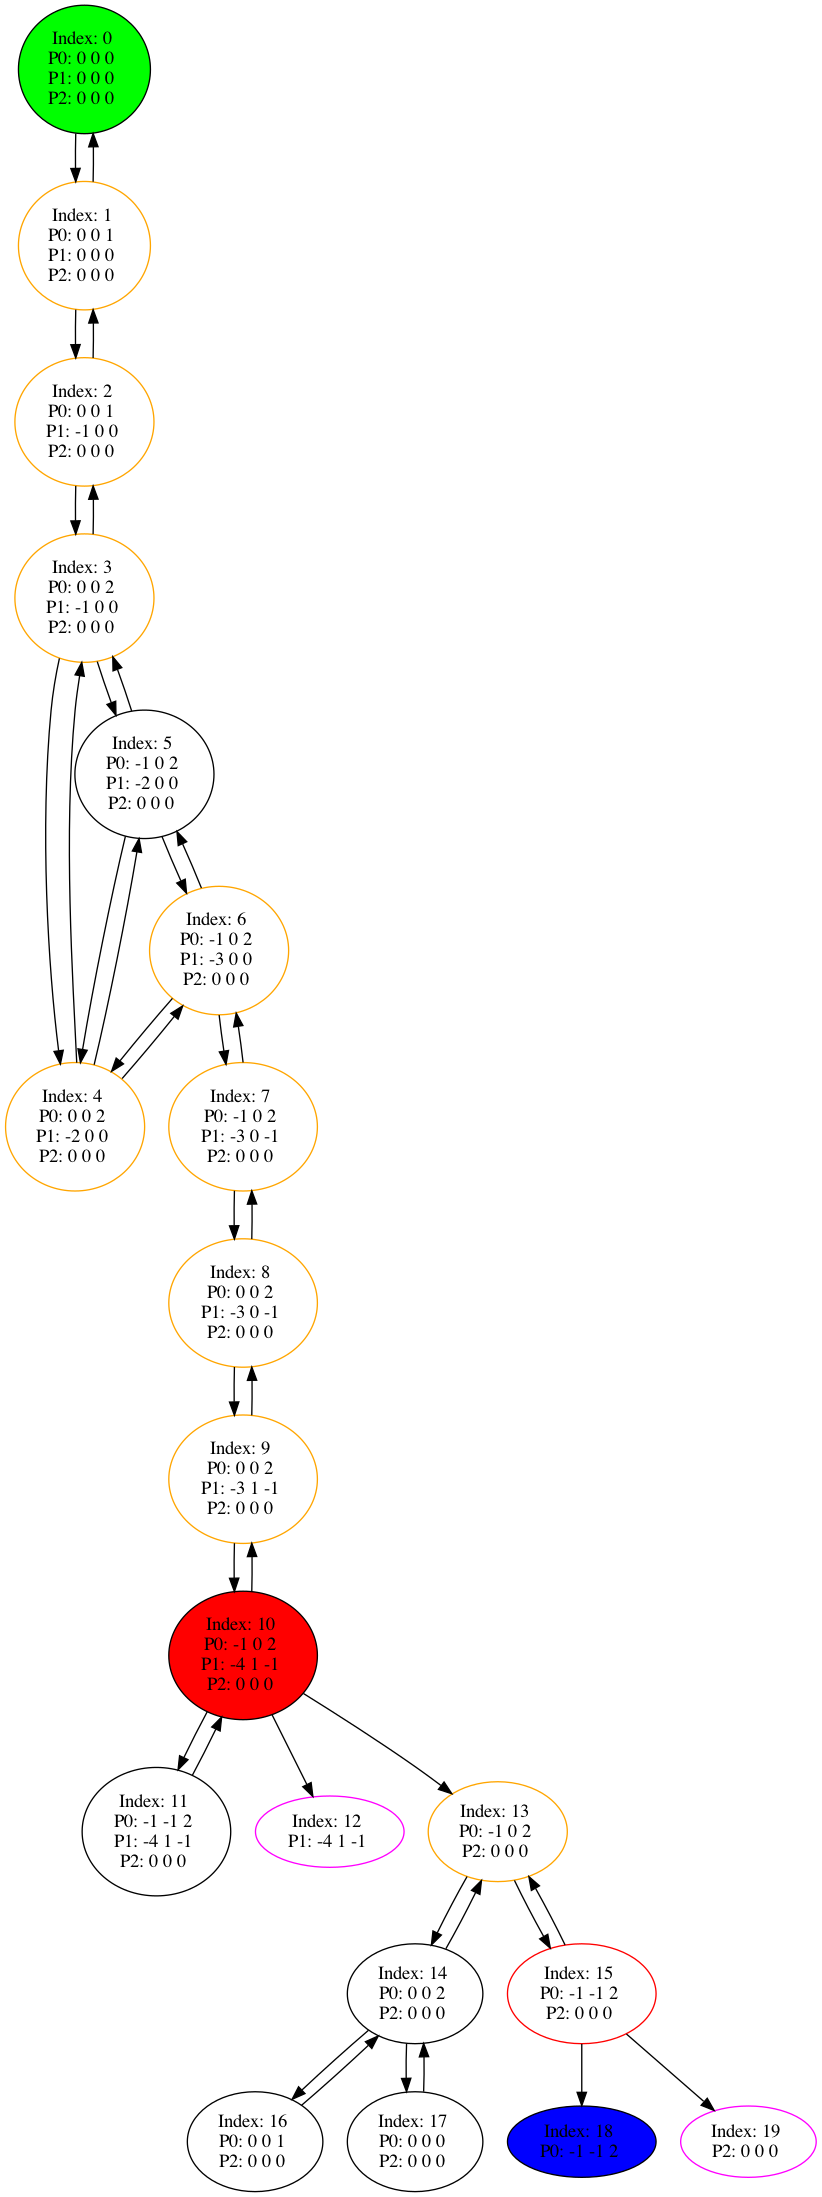 Index: 0
P0: 0 0 0
P1: 0 0 0
P2: 0 0 0
Index: 1
P0: 0 0 1
P1: 0 0 0
P2: 0 0 0
Index: 2
P0: 0 0 1
P1: -1 0 0
P2: 0 0 0
Index: 3
P0: 0 0 2
P1: -1 0 0
P2: 0 0 0
Index: 5
P0: -1 0 2
P1: -2 0 0
P2: 0 0 0
Index: 6
P0: -1 0 2
P1: -3 0 0
P2: 0 0 0
Index: 4
P0: 0 0 2
P1: -2 0 0
P2: 0 0 0
Index: 7
P0: -1 0 2
P1: -3 0 -1
P2: 0 0 0
Index: 8
P0: 0 0 2
P1: -3 0 -1
P2: 0 0 0
Index: 9
P0: 0 0 2
P1: -3 1 -1
P2: 0 0 0
Index: 10
P0: -1 0 2
P1: -4 1 -1
P2: 0 0 0
Index: 11
P0: -1 -1 2
P1: -4 1 -1
P2: 0 0 0
Index: 12
P1: -4 1 -1
Index: 13
P0: -1 0 2
P2: 0 0 0
Index: 14
P0: 0 0 2
P2: 0 0 0
Index: 15
P0: -1 -1 2
P2: 0 0 0
Index: 16
P0: 0 0 1
P2: 0 0 0
Index: 17
P0: 0 0 0
P2: 0 0 0
Index: 18
P0: -1 -1 2
Index: 19
P2: 0 0 0